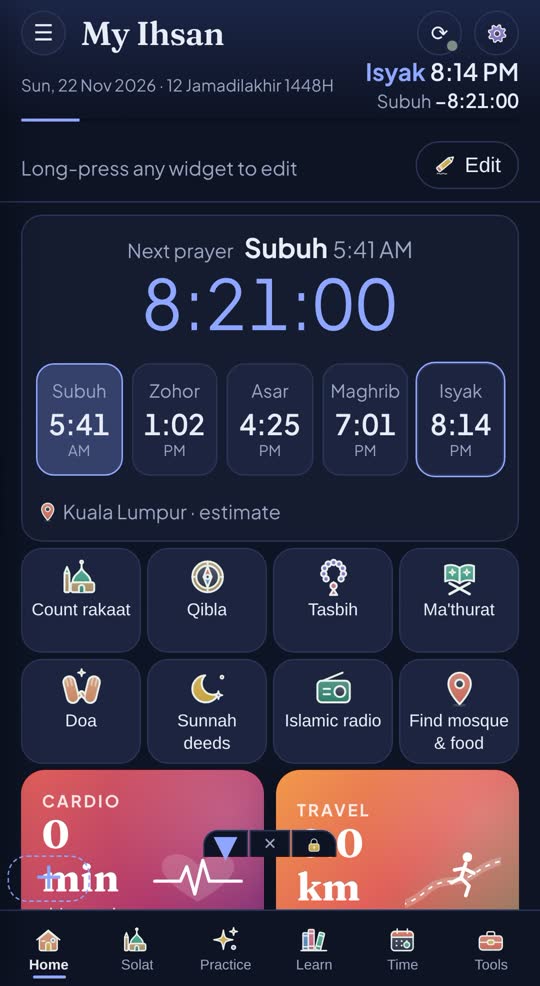 My Ihsan
Sun, 22 Nov 2026 · 12 Jamadilakhir 1448H
Isyak 8:14 PM
Subuh −8:21:00
Long-press any widget to edit
Edit
Next prayer Subuh 5:41 AM
8:21:00
Subuh
5:41
AM
Zohor
1:02
PM
Asar
4:25
PM
Maghrib
7:01
PM
Isyak
8:14
PM
Kuala Lumpur · estimate
Count rakaat
Qibla
Tasbih
Ma'thurat
Doa
Sunnah
deeds
Islamic radio
Find mosque
& food
CARDIO
0
min
TRAVEL
0
km
Home
Solat
Practice
Learn
Time
Tools